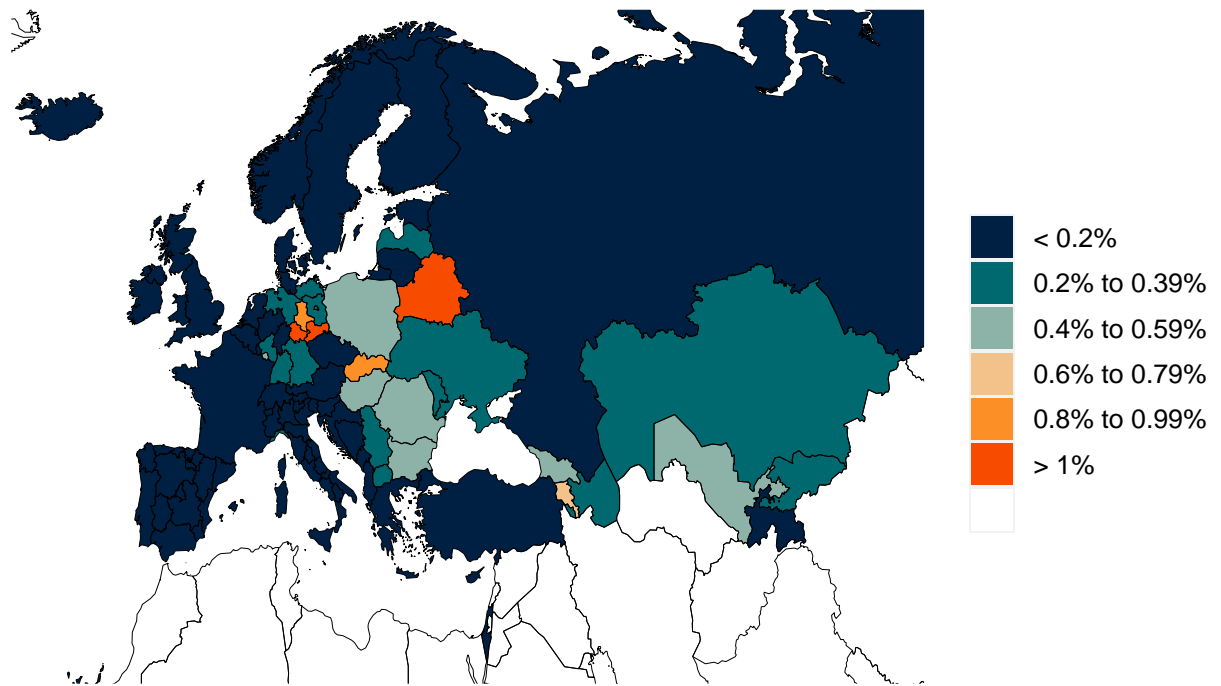 < 0.2%
0.2% to 0.39%
0.4% to 0.59%
0.6% to 0.79%
0.8% to 0.99%
> 1%